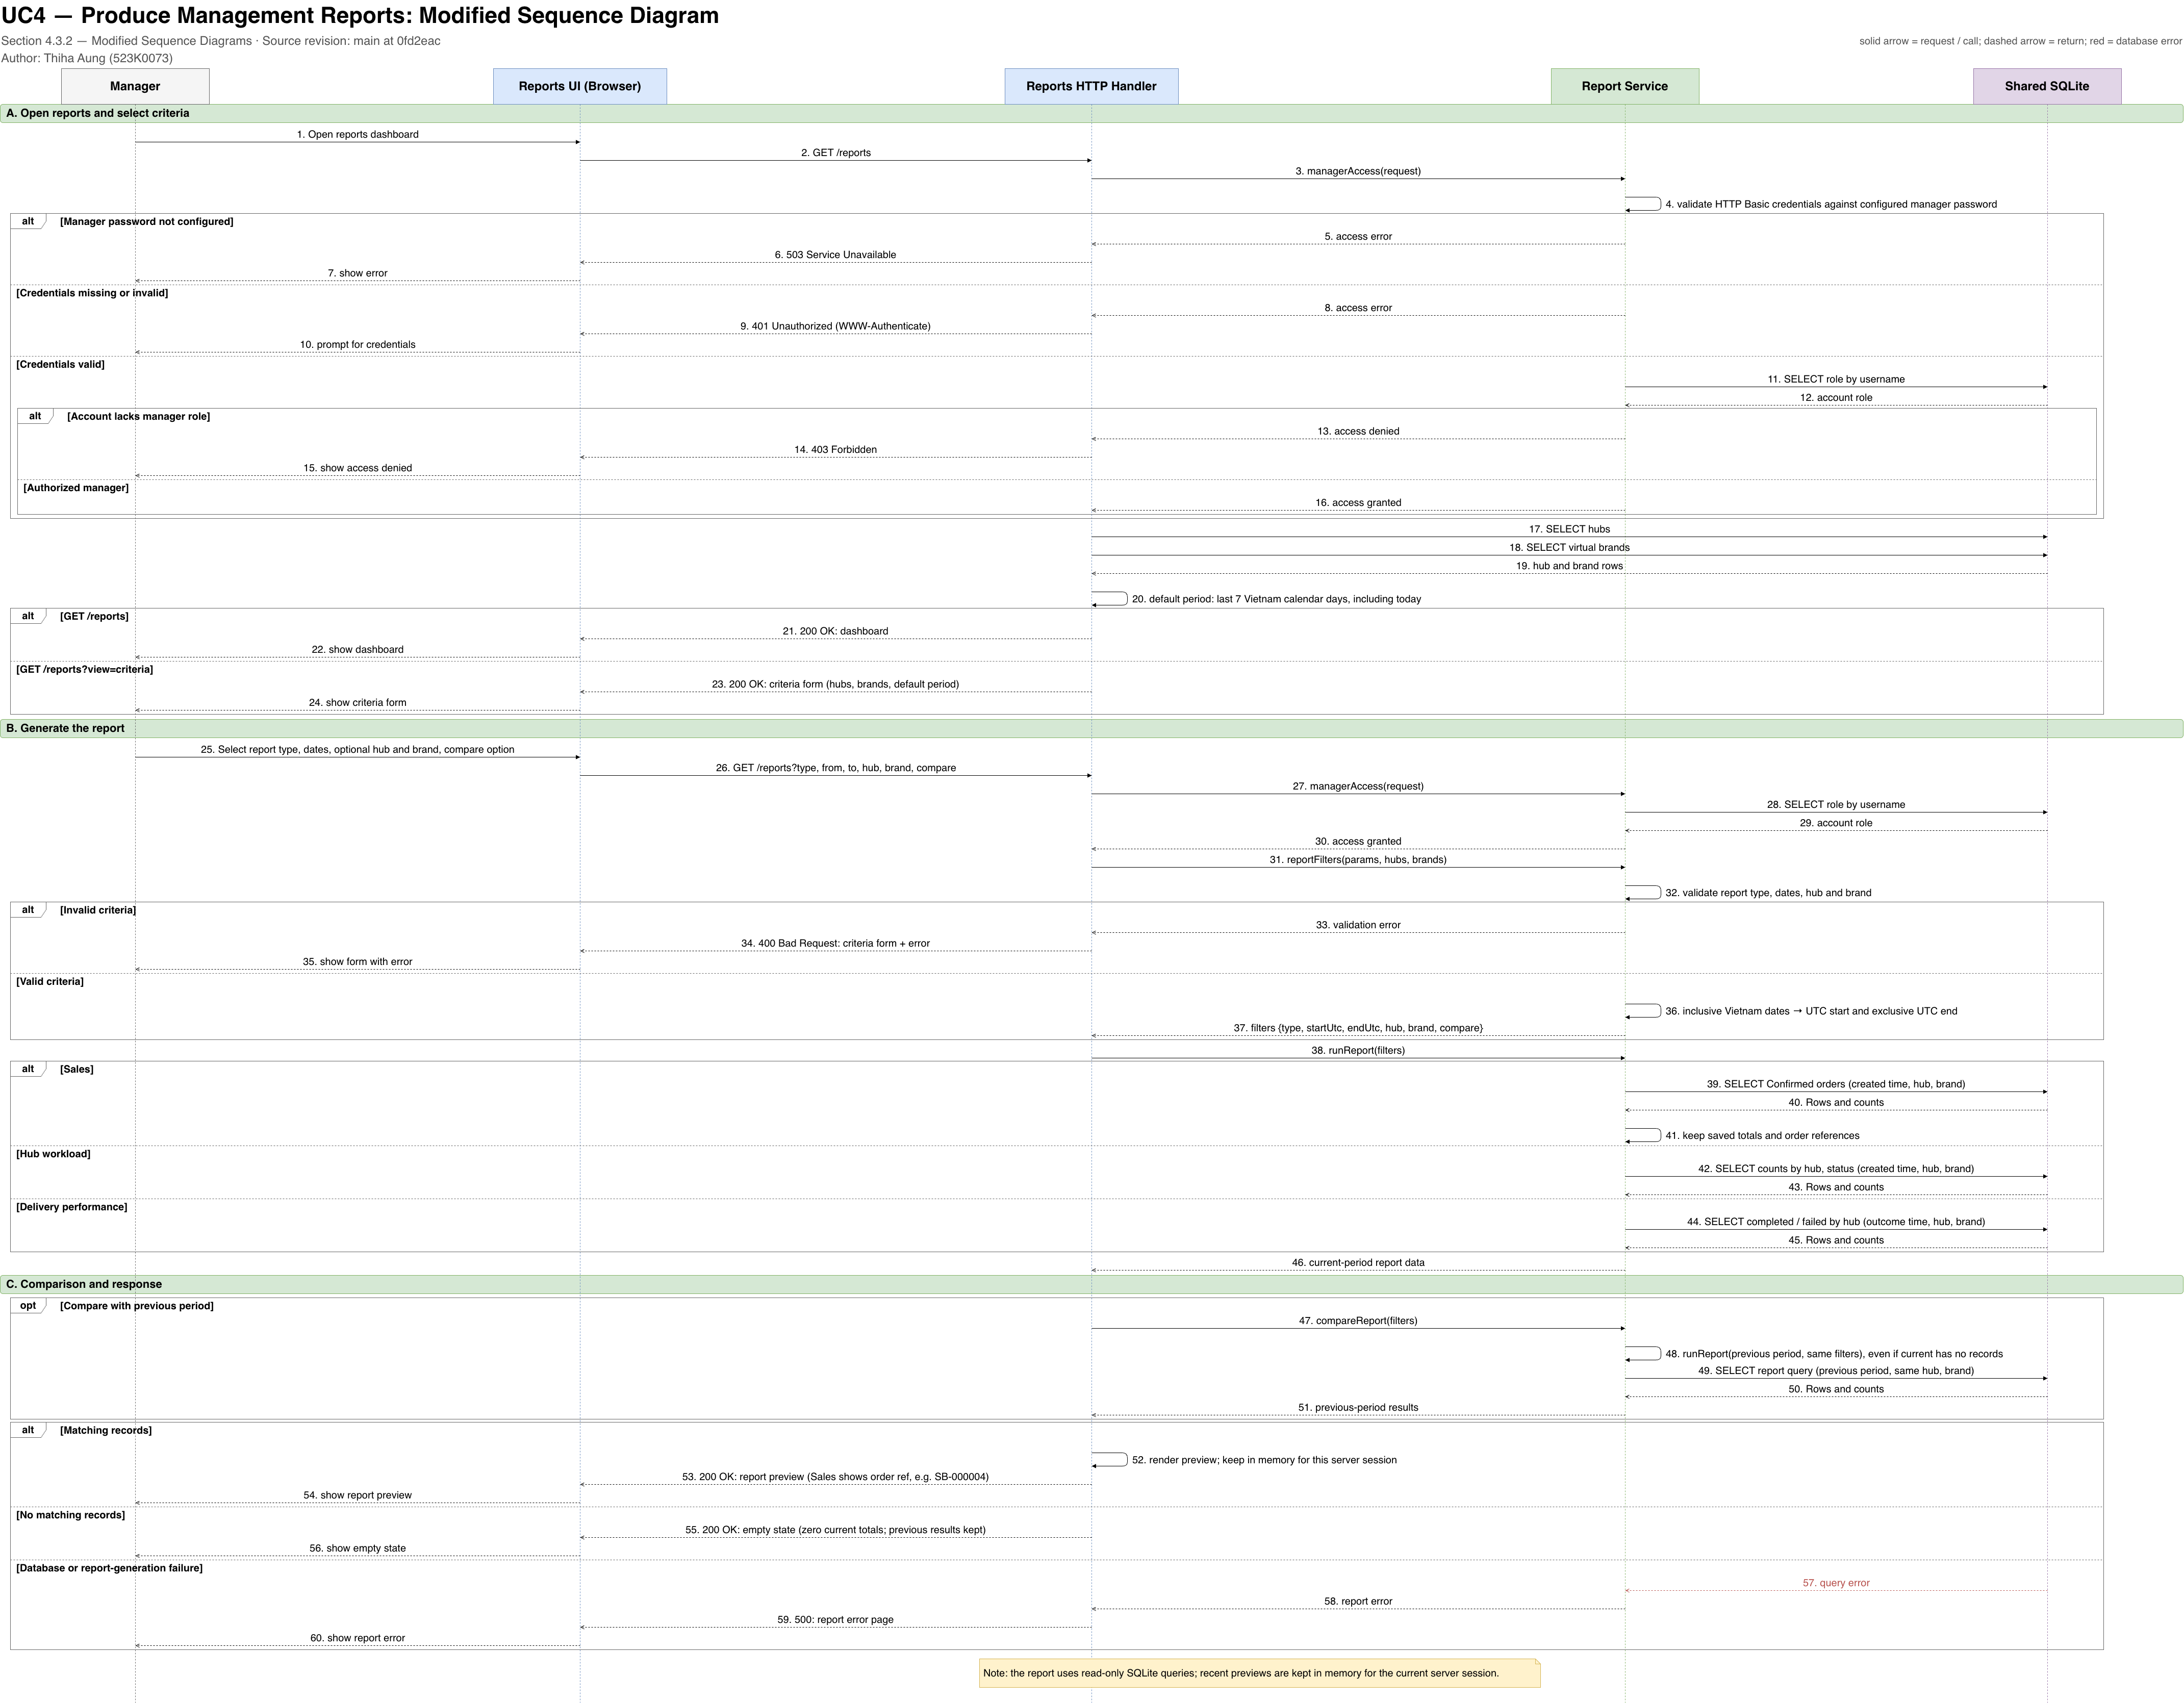 UC4 — Produce Management Reports: Modified Sequence Diagram
Section 4.3.2 — Modified Sequence Diagrams · Source revision: main at 0fd2eac
solid arrow = request / call; dashed arrow = return; red = database error
Author: Thiha Aung (523K0073)
Manager
Reports UI (Browser)
Reports HTTP Handler
Report Service
Shared SQLite
A. Open reports and select criteria
1. Open reports dashboard
2. GET /reports
3. managerAccess(request)
4. validate HTTP Basic credentials against configured manager password
alt
[Manager password not configured]
5. access error
6. 503 Service Unavailable
7. show error
[Credentials missing or invalid]
8. access error
9. 401 Unauthorized (WWW-Authenticate)
10. prompt for credentials
[Credentials valid]
11. SELECT role by username
12. account role
alt
[Account lacks manager role]
13. access denied
14. 403 Forbidden
15. show access denied
[Authorized manager]
16. access granted
17. SELECT hubs
18. SELECT virtual brands
19. hub and brand rows
20. default period: last 7 Vietnam calendar days, including today
alt
[GET /reports]
21. 200 OK: dashboard
22. show dashboard
[GET /reports?view=criteria]
23. 200 OK: criteria form (hubs, brands, default period)
24. show criteria form
B. Generate the report
25. Select report type, dates, optional hub and brand, compare option
26. GET /reports?type, from, to, hub, brand, compare
27. managerAccess(request)
28. SELECT role by username
29. account role
30. access granted
31. reportFilters(params, hubs, brands)
32. validate report type, dates, hub and brand
alt
[Invalid criteria]
33. validation error
34. 400 Bad Request: criteria form + error
35. show form with error
[Valid criteria]
36. inclusive Vietnam dates → UTC start and exclusive UTC end
37. filters {type, startUtc, endUtc, hub, brand, compare}
38. runReport(filters)
alt
[Sales]
39. SELECT Confirmed orders (created time, hub, brand)
40. Rows and counts
41. keep saved totals and order references
[Hub workload]
42. SELECT counts by hub, status (created time, hub, brand)
43. Rows and counts
[Delivery performance]
44. SELECT completed / failed by hub (outcome time, hub, brand)
45. Rows and counts
46. current-period report data
C. Comparison and response
opt
[Compare with previous period]
47. compareReport(filters)
48. runReport(previous period, same filters), even if current has no records
49. SELECT report query (previous period, same hub, brand)
50. Rows and counts
51. previous-period results
alt
[Matching records]
52. render preview; keep in memory for this server session
53. 200 OK: report preview (Sales shows order ref, e.g. SB-000004)
54. show report preview
[No matching records]
55. 200 OK: empty state (zero current totals; previous results kept)
56. show empty state
[Database or report-generation failure]
57. query error
58. report error
59. 500: report error page
60. show report error
Note: the report uses read-only SQLite queries; recent previews are kept in memory for the current server session.